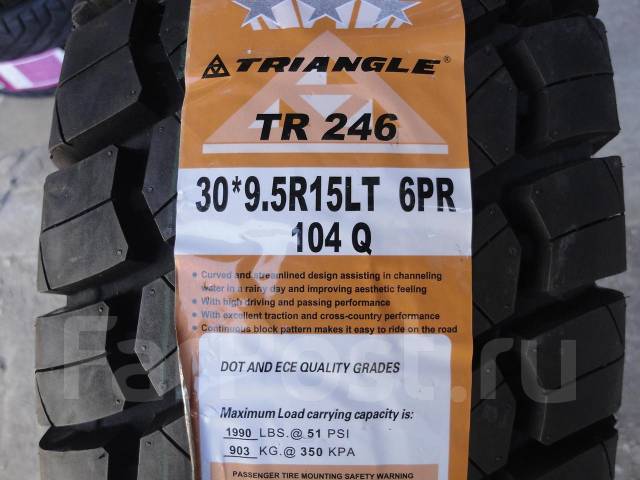 TRIANGLE®
TR 246
30*9.5R15LT 6PR
104 Q
• Curved and streamlined design assisting in channeling
water in a rainy day and improving aesthetic feeling
• With high driving and passing performance
• With excellent traction and cross-country performance
• Continuous block pattern makes it easy to ride on the road
FarPost.ru
DOT AND ECE QUALITY GRADES
Maximum Load carrying capacity is:
1990 LBS.@ 51 PSI
903 KG.@ 350 KPA
PASSENGER TIRE MOUNTING SAFETY WARNING